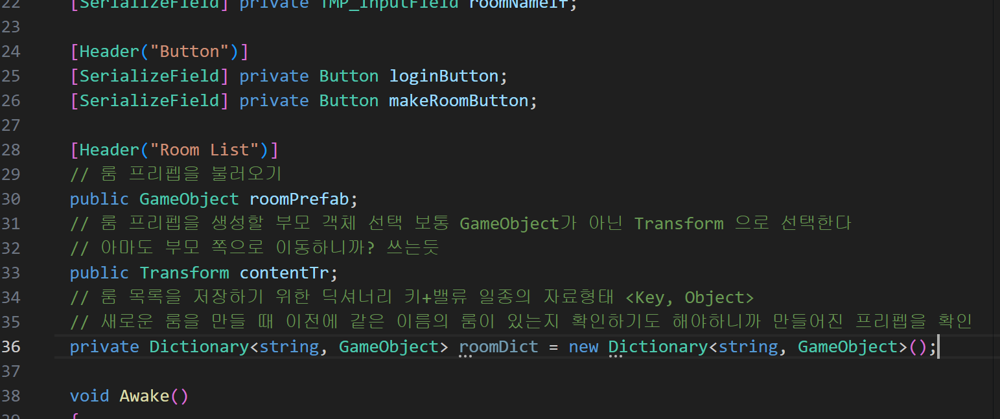 22 [SerializeField] private TMP_InputField roomNameIf;
23
24 [Header("Button")]
25 [SerializeField] private Button loginButton;
26 [SerializeField] private Button makeRoomButton;
27
28 [Header("Room List")]
29 // 룸 프리펩을 불러오기
30 public GameObject roomPrefab;
31 // 룸 프리펩을 생성할 부모 객체 선택 보통 GameObject가 아닌 Transform 으로 선택한다
32 // 아마도 부모 쪽으로 이동하니까? 쓰는듯
33 public Transform contentTr;
34 // 룸 목록을 저장하기 위한 딕셔너리 키+밸류 일종의 자료형태 <Key, Object>
35 // 새로운 룸을 만들 때 이전에 같은 이름의 룸이 있는지 확인하기도 해야하니까 만들어진 프리펩을 확인
36 private Dictionary<string, GameObject> roomDict = new Dictionary<string, GameObject>();
37
38 void Awake()
39 {